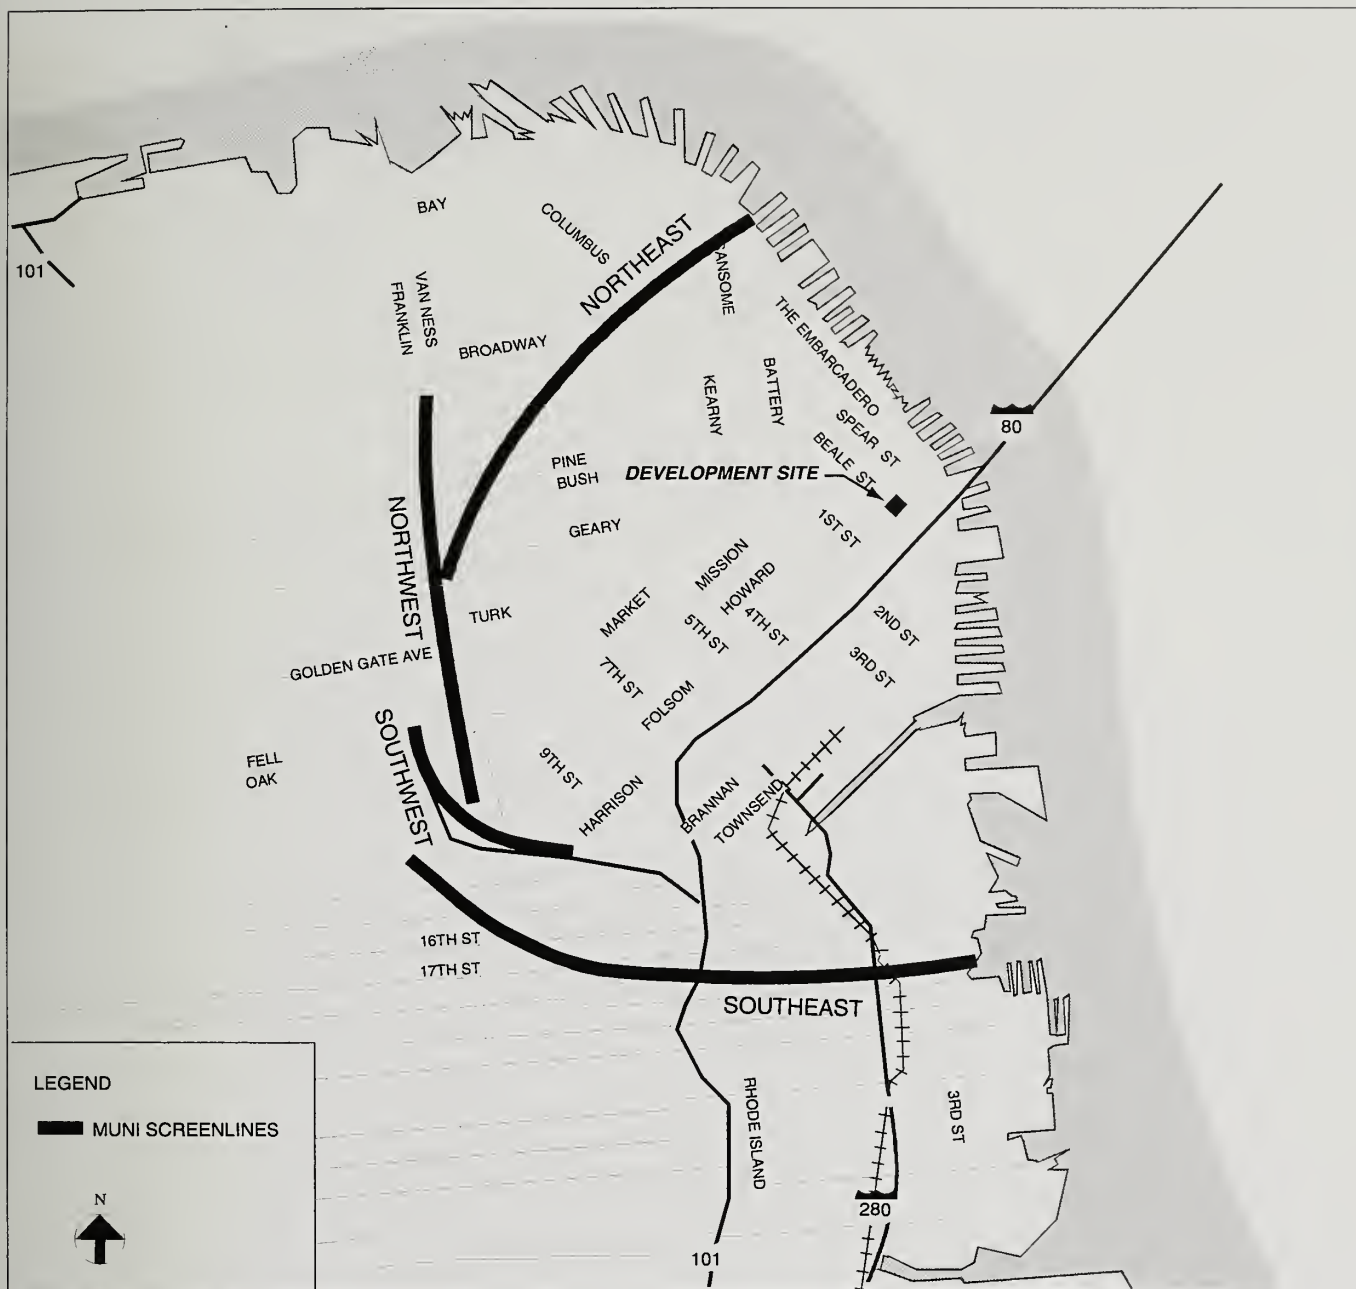 BAY
COLUMBUS
NORTHEAST
SANSOME
101
VAN NESS
FRANKLIN
BROADWAY
THE EMBARCADERO
BATTERY
KEARNY
SPEAR ST
BEALE ST
80
PINE
BUSH
DEVELOPMENT SITE
GEARY
1ST ST
NORTHWEST
MISSION
HOWARD
MARKET
4TH ST
5TH ST
2ND ST
TURK
3RD ST
GOLDEN GATE AVE
7TH ST
FOLSOM
SOUTHWEST
FELL
OAK
9TH ST
HARRISON
BRANNAN
TOWNSEND
16TH ST
17TH ST
SOUTHEAST
RHODE ISLAND
3RD ST
280
101
LEGEND
MUNI SCREENLINES
N